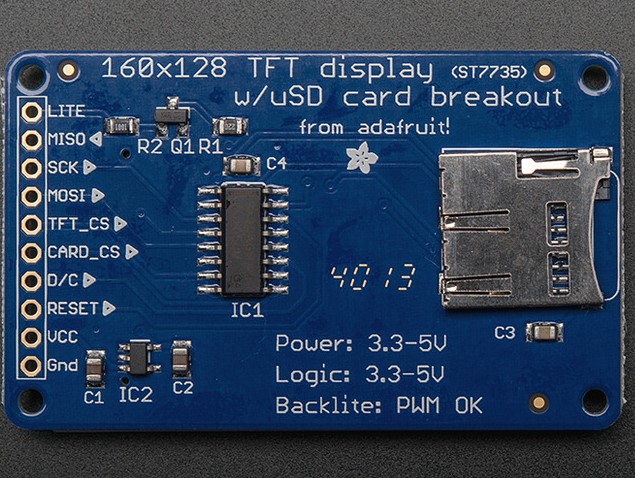 160x128 TFT display (ST7735)
w/uSD card breakout
from adafruit!
LITE
MISO
SCK
MOSI
TFT_CS
CARD_CS
D/C
RESET
VCC
Gnd
R2 Q1 R1
C4
IC1
4013
C3
C1 IC2 C2
Power: 3.3-5V
Logic: 3.3-5V
Backlite: PWM OK